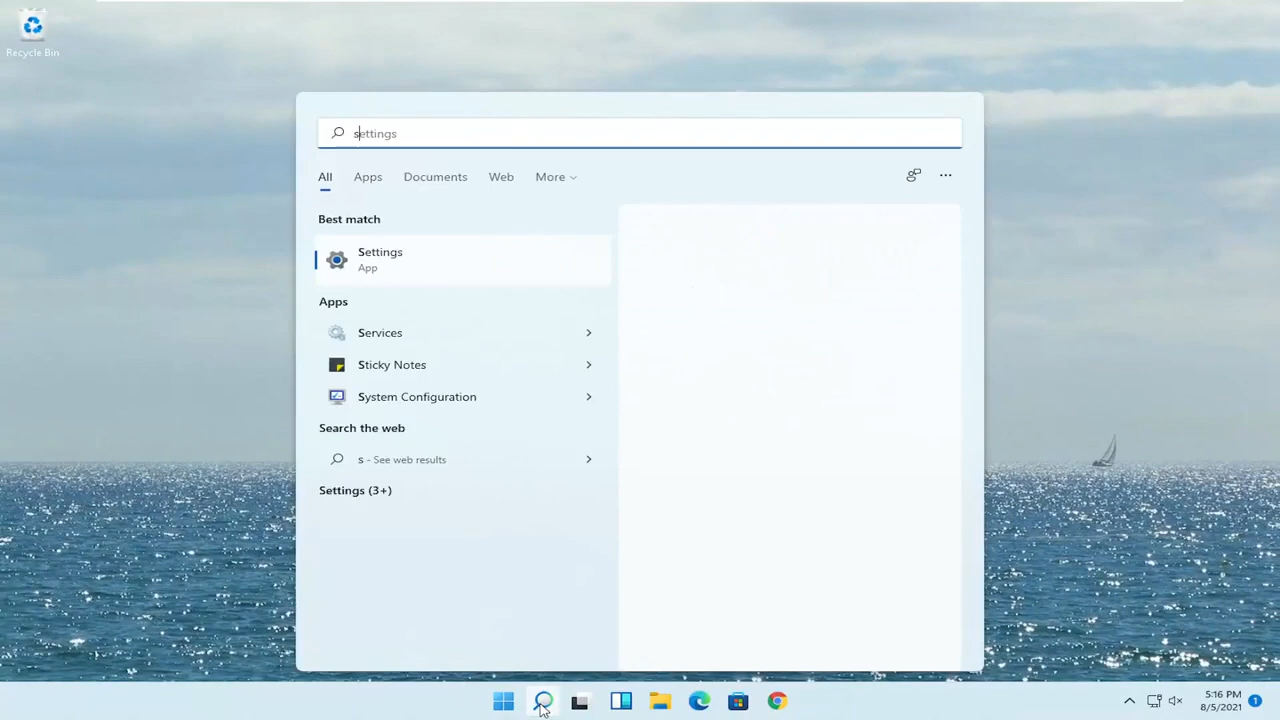 Recycle Bin
settings
All Apps Documents Web More
Best match
Settings
App
Apps
Services
Sticky Notes
System Configuration
Search the web
s - See web results
Settings (3+)
5:16 PM
8/5/2021
1